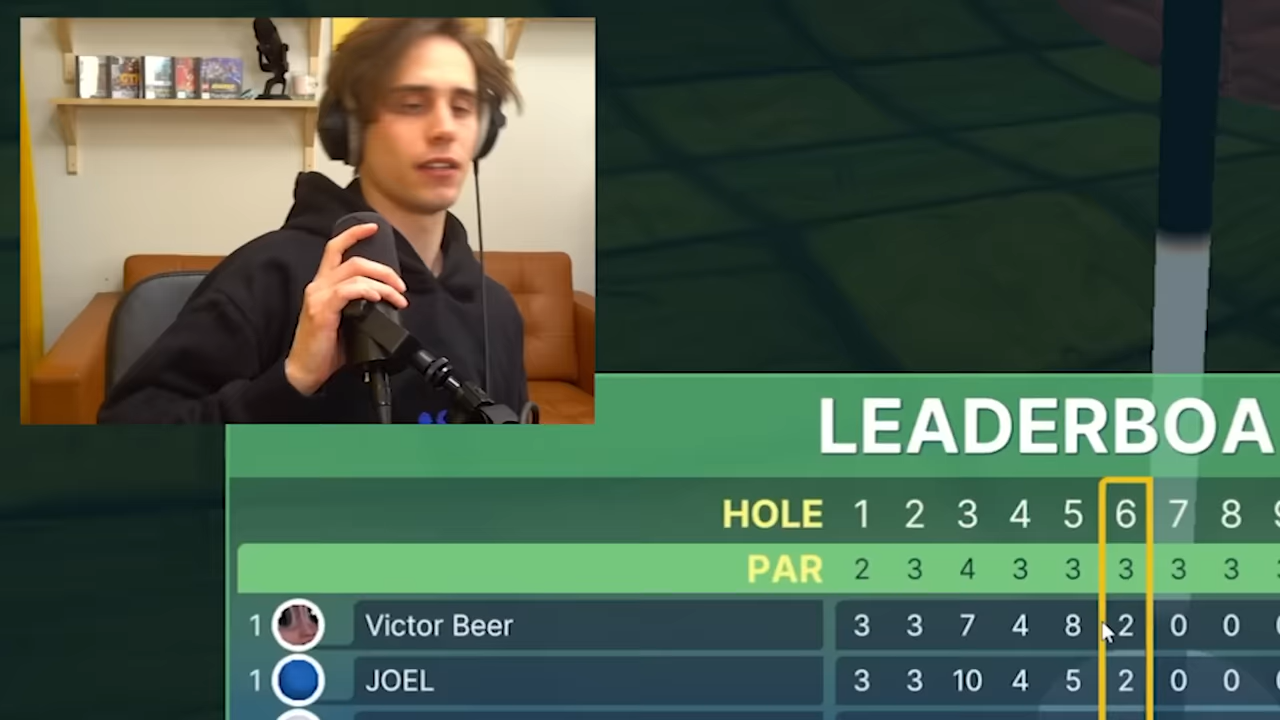 LEADERBOA
HOLE 1 2 3 4 5 6 7 8
PAR 2 3 4 3 3 3 3 3
1 Victor Beer 3 3 7 4 8 2 0 0
1 JOEL 3 3 10 4 5 2 0 0